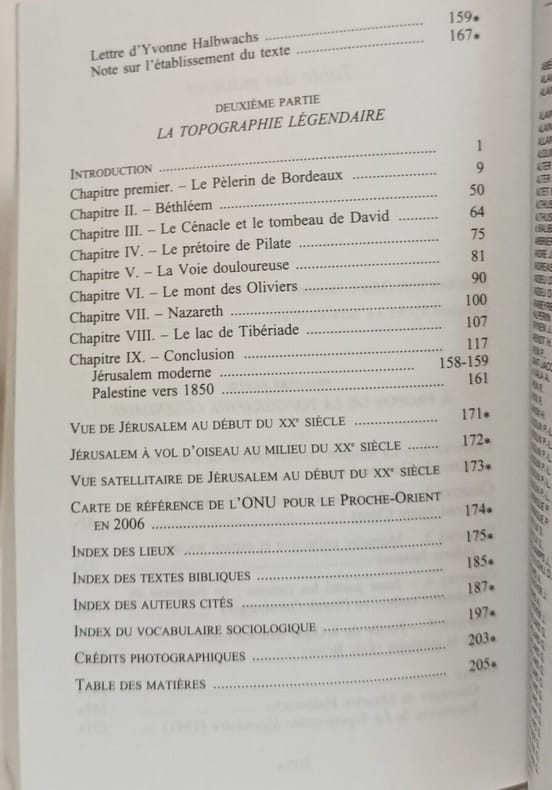 Lettre d'Yvonne Halbwachs ........ 159*
Note sur l'établissement du texte ........ 167*
DEUXIÈME PARTIE
LA TOPOGRAPHIE LÉGENDAIRE
INTRODUCTION ........ 1
Chapitre premier. – Le Pèlerin de Bordeaux ........ 9
Chapitre II. – Béthléem ........ 50
Chapitre III. – Le Cénacle et le tombeau de David ........ 64
Chapitre IV. – Le prétoire de Pilate ........ 75
Chapitre V. – La Voie douloureuse ........ 81
Chapitre VI. – Le mont des Oliviers ........ 90
Chapitre VII. – Nazareth ........ 100
Chapitre VIII. – Le lac de Tibériade ........ 107
Chapitre IX. – Conclusion ........ 117
Jérusalem moderne ........ 158-159
Palestine vers 1850 ........ 161
VUE DE JÉRUSALEM AU DÉBUT DU XXe SIÈCLE ........ 171*
JÉRUSALEM À VOL D'OISEAU AU MILIEU DU XXe SIÈCLE ........ 172*
VUE SATELLITAIRE DE JÉRUSALEM AU DÉBUT DU XXe SIÈCLE 173*
CARTE DE RÉFÉRENCE DE L'ONU POUR LE PROCHE-ORIENT
EN 2006 ........ 174*
INDEX DES LIEUX ........ 175*
INDEX DES TEXTES BIBLIQUES ........ 185*
INDEX DES AUTEURS CITÉS ........ 187*
INDEX DU VOCABULAIRE SOCIOLOGIQUE ........ 197*
CRÉDITS PHOTOGRAPHIQUES ........ 203*
TABLE DES MATIÈRES ........ 205*